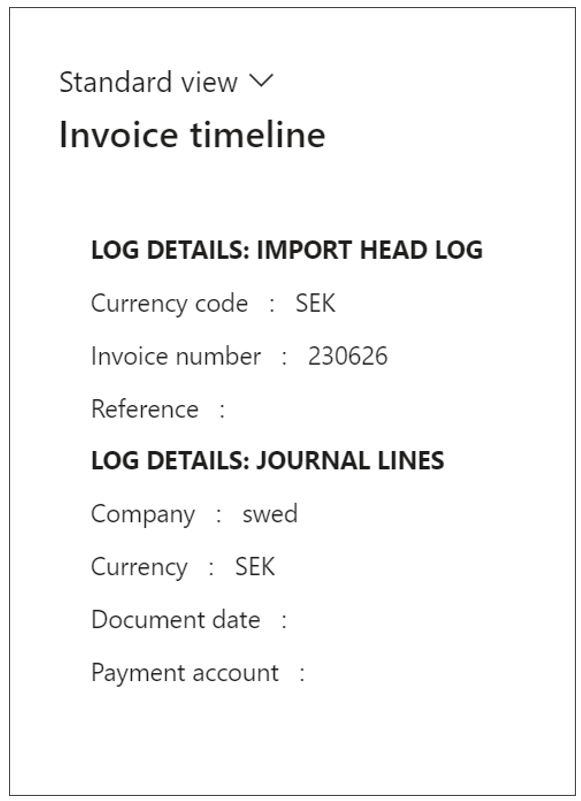 Standard view
Invoice timeline
LOG DETAILS: IMPORT HEAD LOG
Currency code : SEK
Invoice number : 230626
Reference :
LOG DETAILS: JOURNAL LINES
Company : swed
Currency : SEK
Document date :
Payment account :